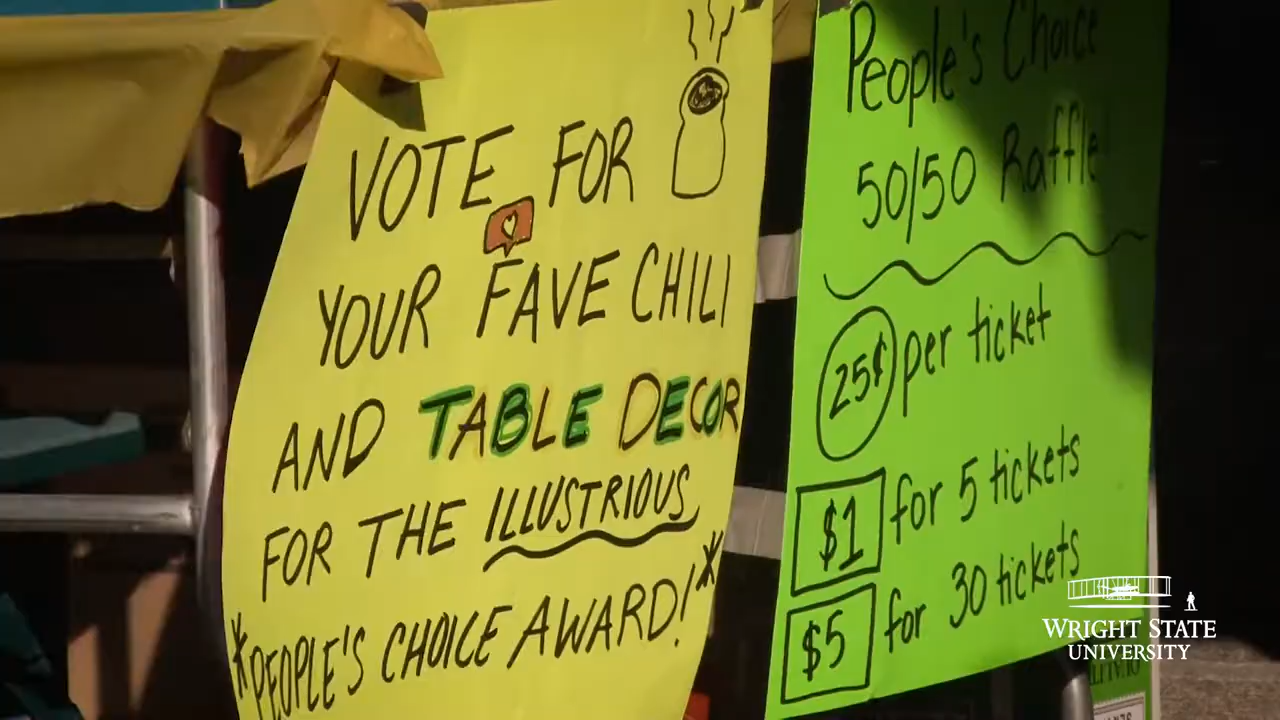 VOTE FOR
YOUR FAVE CHILI
AND TABLE DECOR
FOR THE ILLUSTRIOUS
*PEOPLE'S CHOICE AWARD!*
People's Choice
50/50 Raffle
25¢ per ticket
$1 for 5 tickets
$5 for 30 tickets
WRIGHT STATE
UNIVERSITY